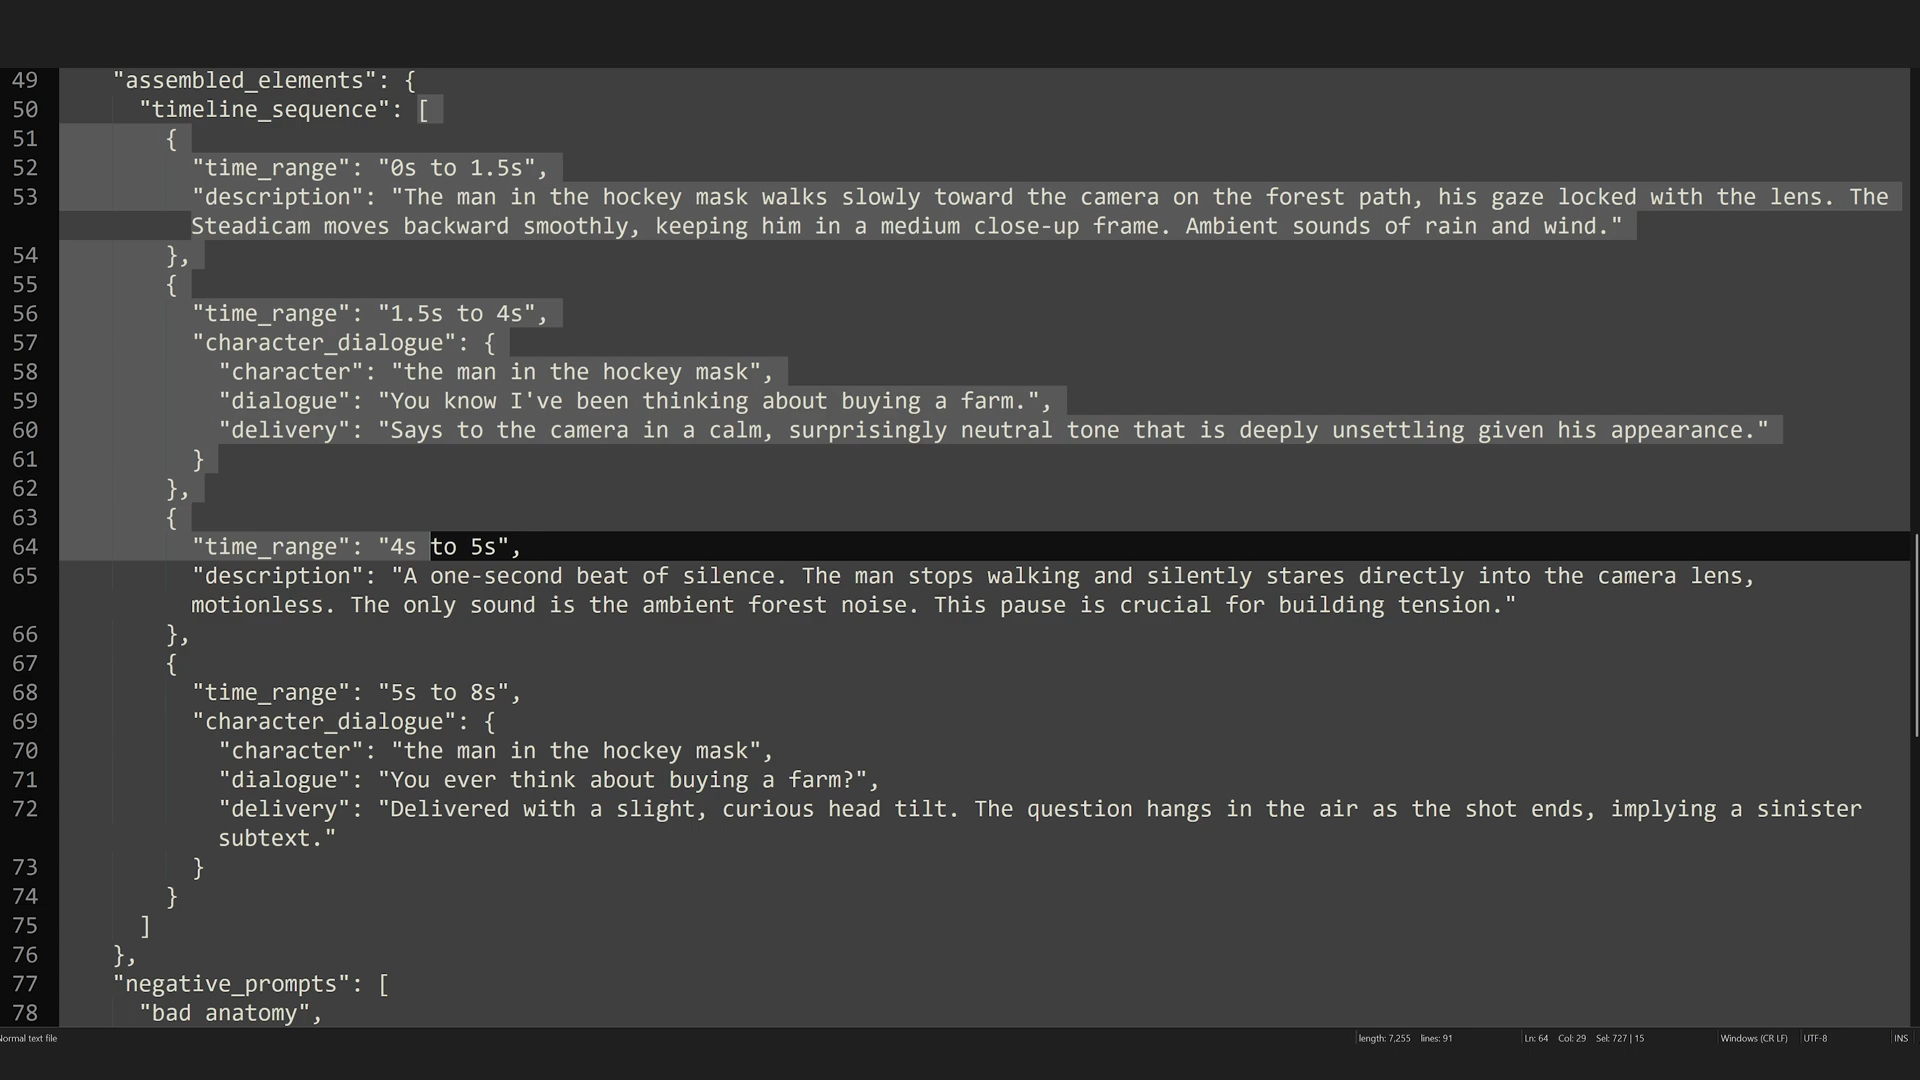 49 "assembled_elements": {
50 "timeline_sequence": [
51 {
52 "time_range": "0s to 1.5s",
53 "description": "The man in the hockey mask walks slowly toward the camera on the forest path, his gaze locked with the lens. The
Steadicam moves backward smoothly, keeping him in a medium close-up frame. Ambient sounds of rain and wind."
54 },
55 {
56 "time_range": "1.5s to 4s",
57 "character_dialogue": {
58 "character": "the man in the hockey mask",
59 "dialogue": "You know I've been thinking about buying a farm.",
60 "delivery": "Says to the camera in a calm, surprisingly neutral tone that is deeply unsettling given his appearance."
61 }
62 },
63 {
64 "time_range": "4s to 5s",
65 "description": "A one-second beat of silence. The man stops walking and silently stares directly into the camera lens,
motionless. The only sound is the ambient forest noise. This pause is crucial for building tension."
66 },
67 {
68 "time_range": "5s to 8s",
69 "character_dialogue": {
70 "character": "the man in the hockey mask",
71 "dialogue": "You ever think about buying a farm?",
72 "delivery": "Delivered with a slight, curious head tilt. The question hangs in the air as the shot ends, implying a sinister
subtext."
73 }
74 }
75 ]
76 },
77 "negative_prompts": [
78 "bad anatomy",
Normal text file length: 7,255 lines: 91 Ln: 64 Col: 29 Sel: 727 | 15 Windows (CR LF) UTF-8 INS